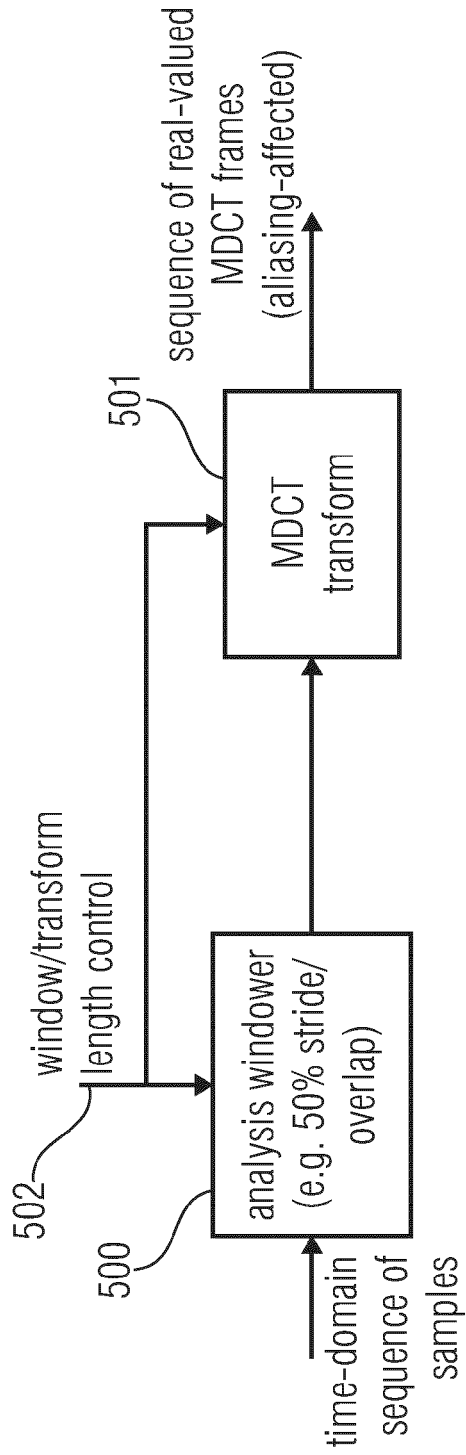 time-domain
sequence of
samples
500
analysis windower
(e.g. 50% stride/
overlap)
502
window/transform
length control
501
MDCT
transform
sequence of real-valued
MDCT frames
(aliasing-affected)